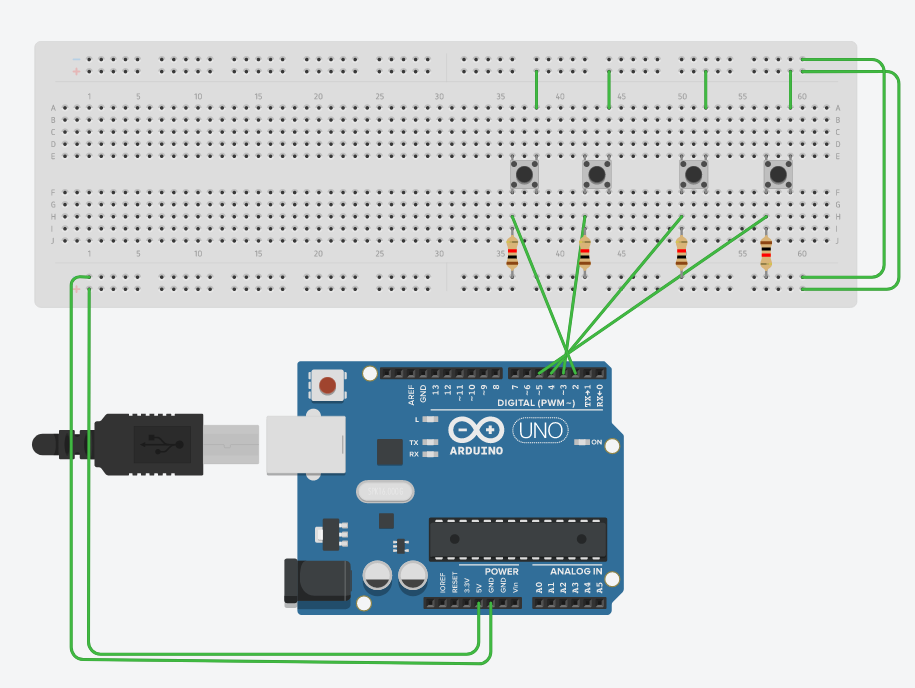 1 5 10 15 20 25 30 35 40 45 50 55 60
A
B
C
D
E
F
G
H
I
J
1 5 10 15 20 25 30 35 40 45 50 55 60
AREF
GND
13
12
~11
~10
~9
8
7
~6
~5
4
~3
2
TX→1
RX←0
DIGITAL (PWM~)
L
TX
RX
UNO
ARDUINO
ON
POWER
ANALOG IN
IOREF
RESET
3.3V
5V
GND
GND
Vin
A0
A1
A2
A3
A4
A5